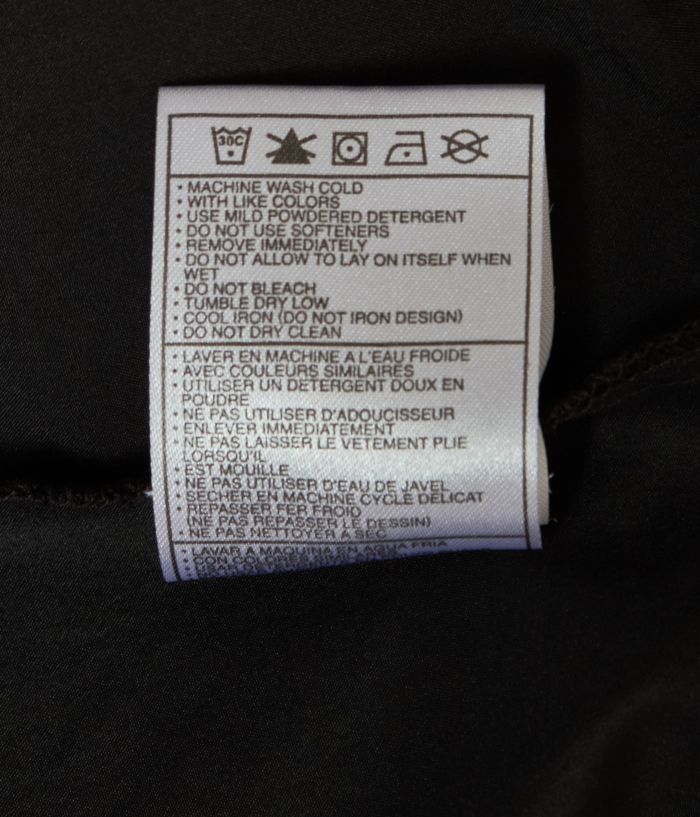 30C
• MACHINE WASH COLD
• WITH LIKE COLORS
• USE MILD POWDERED DETERGENT
• DO NOT USE SOFTENERS
• REMOVE IMMEDIATELY
• DO NOT ALLOW TO LAY ON ITSELF WHEN
WET
• DO NOT BLEACH
• TUMBLE DRY LOW
• COOL IRON (DO NOT IRON DESIGN)
• DO NOT DRY CLEAN
• LAVER EN MACHINE A L'EAU FROIDE
• AVEC COULEURS SIMILAIRES
• UTILISER UN DETERGENT DOUX EN
POUDRE
• NE PAS UTILISER D'ADOUCISSEUR
• ENLEVER IMMEDIATEMENT
• NE PAS LAISSER LE VETEMENT PLIE
LORSQU'IL
• EST MOUILLE
• NE PAS UTILISER D'EAU DE JAVEL
• SECHER EN MACHINE CYCLE DELICAT
• REPASSER FER FROID
(NE PAS REPASSER LE DESSIN)
• NE PAS NETTOYER A SEC
• LAVAR A MAQUINA EN AGUA FRIA
• CON COLORES